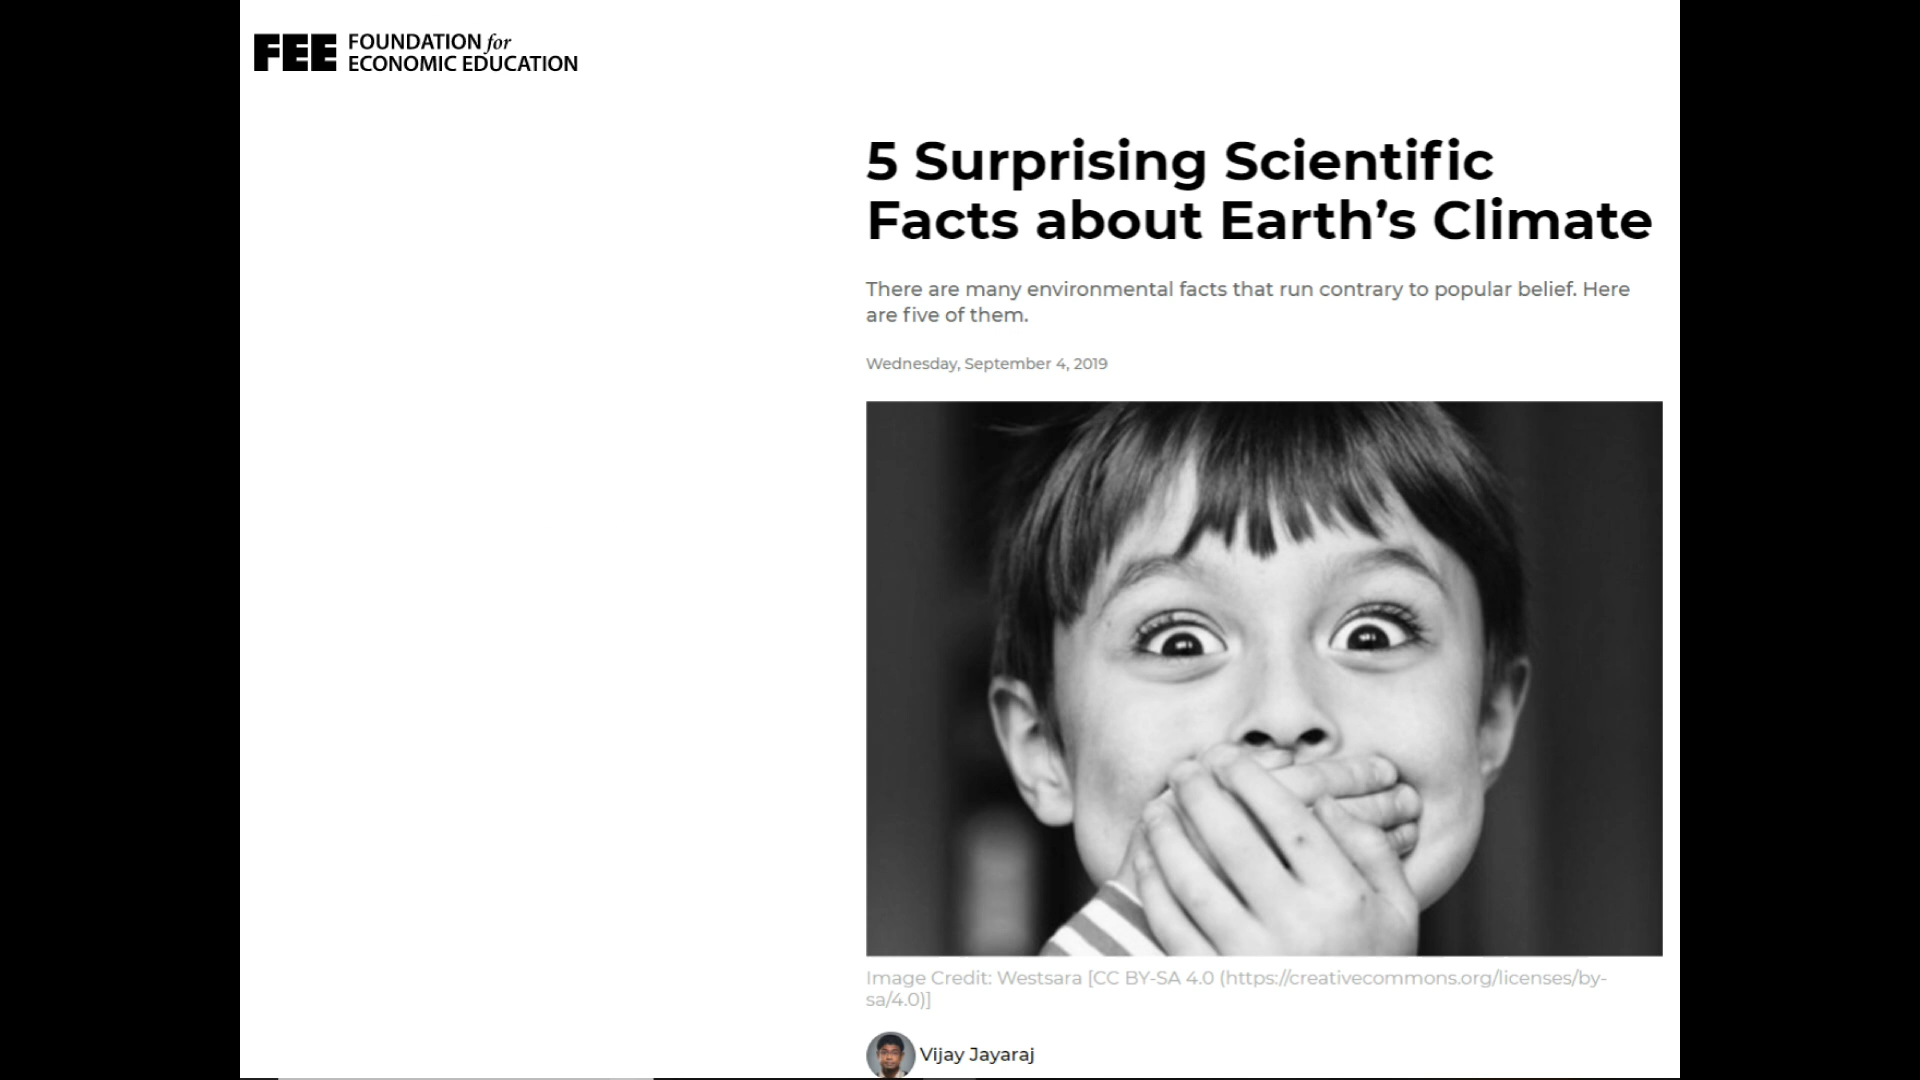 FEE FOUNDATION for
ECONOMIC EDUCATION
5 Surprising Scientific
Facts about Earth’s Climate
There are many environmental facts that run contrary to popular belief. Here
are five of them.
Wednesday, September 4, 2019
Image Credit: Westsara [CC BY-SA 4.0 (https://creativecommons.org/licenses/by-
sa/4.0)]
Vijay Jayaraj